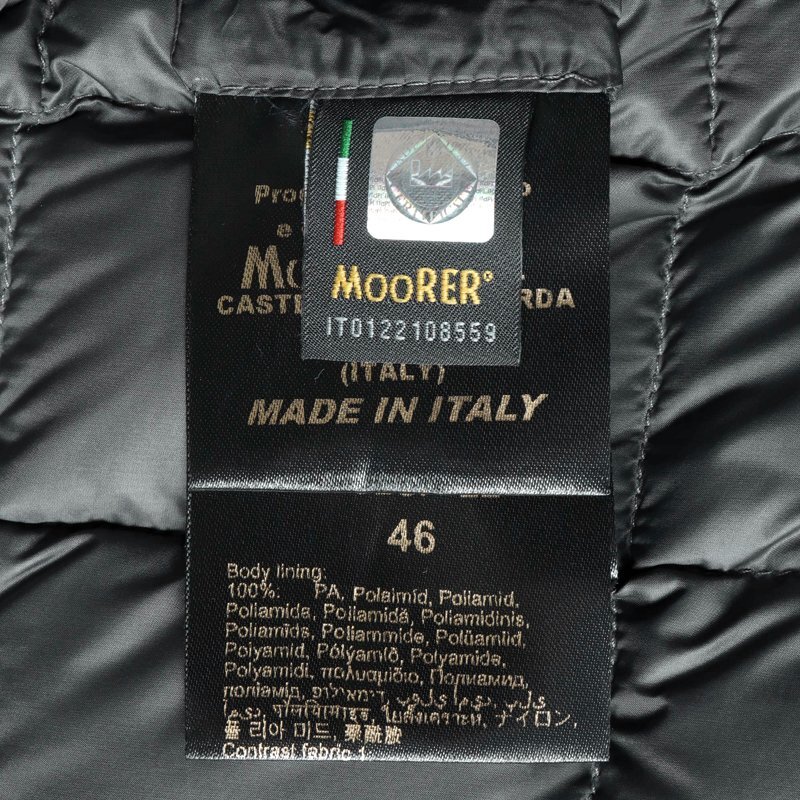 MOORER
IT0122108559
(ITALY)
MADE IN ITALY
46
Body lining:
100%: PA, Polaimíd, Poliamid,
Poliamida, Poliamidă, Poliamidinis,
Poliamīds, Poliammide, Polüamiid,
Polyamid, Pólýamíð, Polyamide,
Polyamidi, πολυαμίδιο, Полиамид,
поліамід, פוליאמיד,
ナイロン,
폴 리 아 미 드, 聚酰胺
Contrast fabric 1